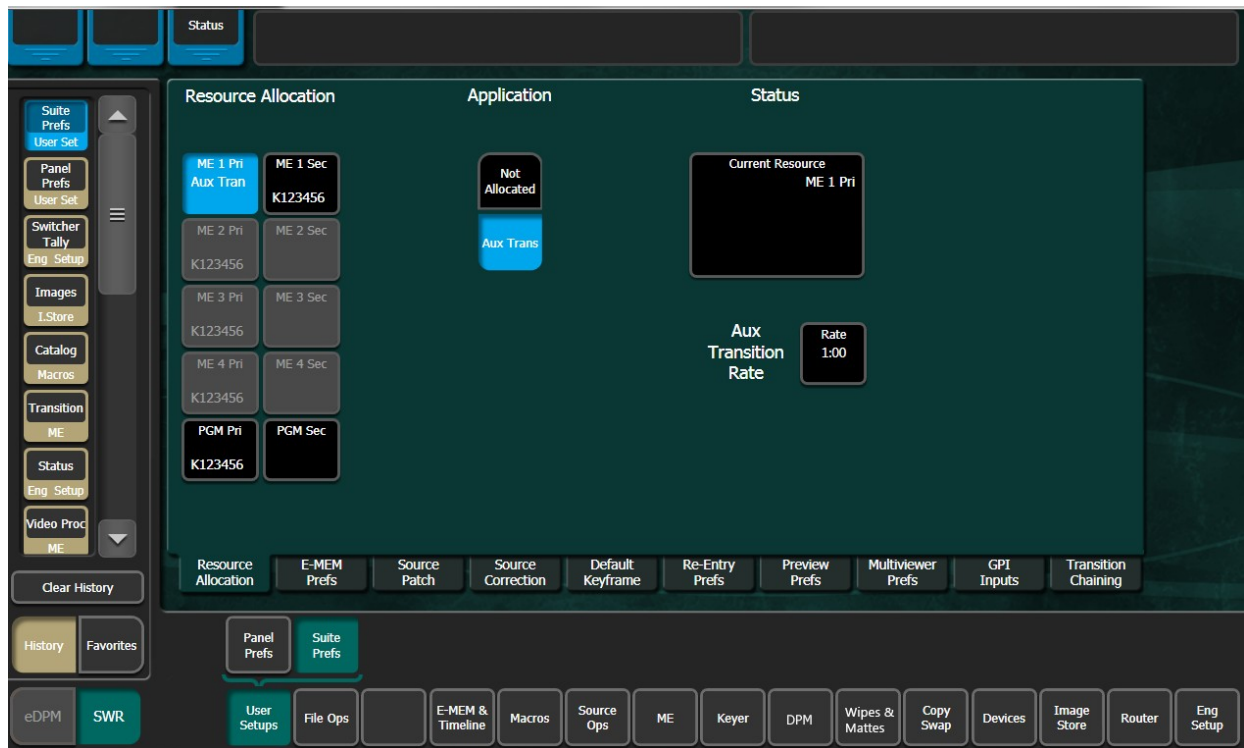 Status
Suite
Prefs
User Set
Panel
Prefs
User Set
Switcher
Tally
Eng Setup
Images
I.Store
Catalog
Macros
Transition
ME
Status
Eng Setup
Video Proc
ME
Clear History
History
Favorites
eDPM
SWR
Resource Allocation
Application
Status
ME 1 Pri
Aux Tran
ME 1 Sec
K123456
ME 2 Pri
K123456
ME 2 Sec
ME 3 Pri
K123456
ME 3 Sec
ME 4 Pri
K123456
ME 4 Sec
PGM Pri
K123456
PGM Sec
Not
Allocated
Aux Trans
Current Resource
ME 1 Pri
Aux
Transition
Rate
Rate
1:00
Resource
Allocation
E-MEM
Prefs
Source
Patch
Source
Correction
Default
Keyframe
Re-Entry
Prefs
Preview
Prefs
Multiviewer
Prefs
GPI
Inputs
Transition
Chaining
Panel
Prefs
Suite
Prefs
User
Setups
File Ops
E-MEM &
Timeline
Macros
Source
Ops
ME
Keyer
DPM
Wipes &
Mattes
Copy
Swap
Devices
Image
Store
Router
Eng
Setup